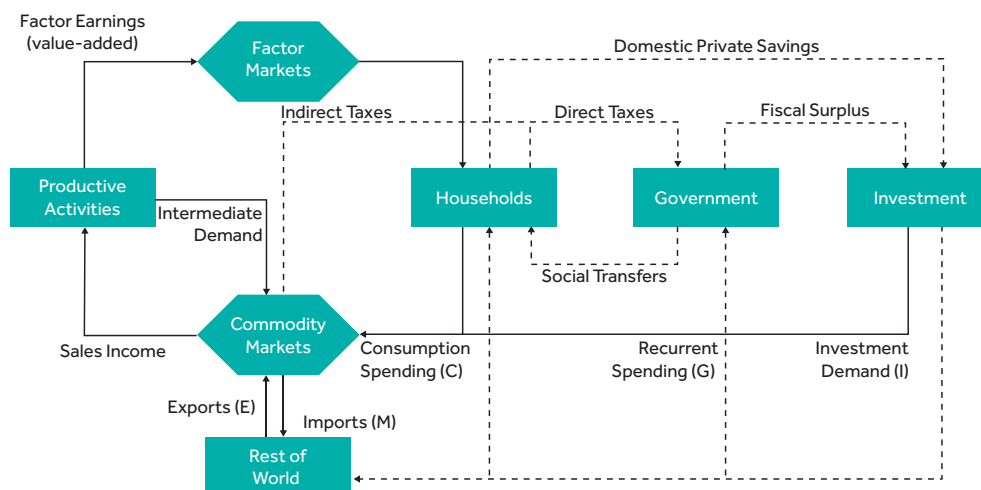 Factor Earnings
(value-added)
Factor
Markets
Domestic Private Savings
Indirect Taxes
Direct Taxes
Fiscal Surplus
Productive
Activities
Households
Government
Investment
Intermediate
Demand
Social Transfers
Commodity
Markets
Sales Income
Consumption
Spending (C)
Recurrent
Spending (G)
Investment
Demand (I)
Exports (E)
Imports (M)
Rest of
World